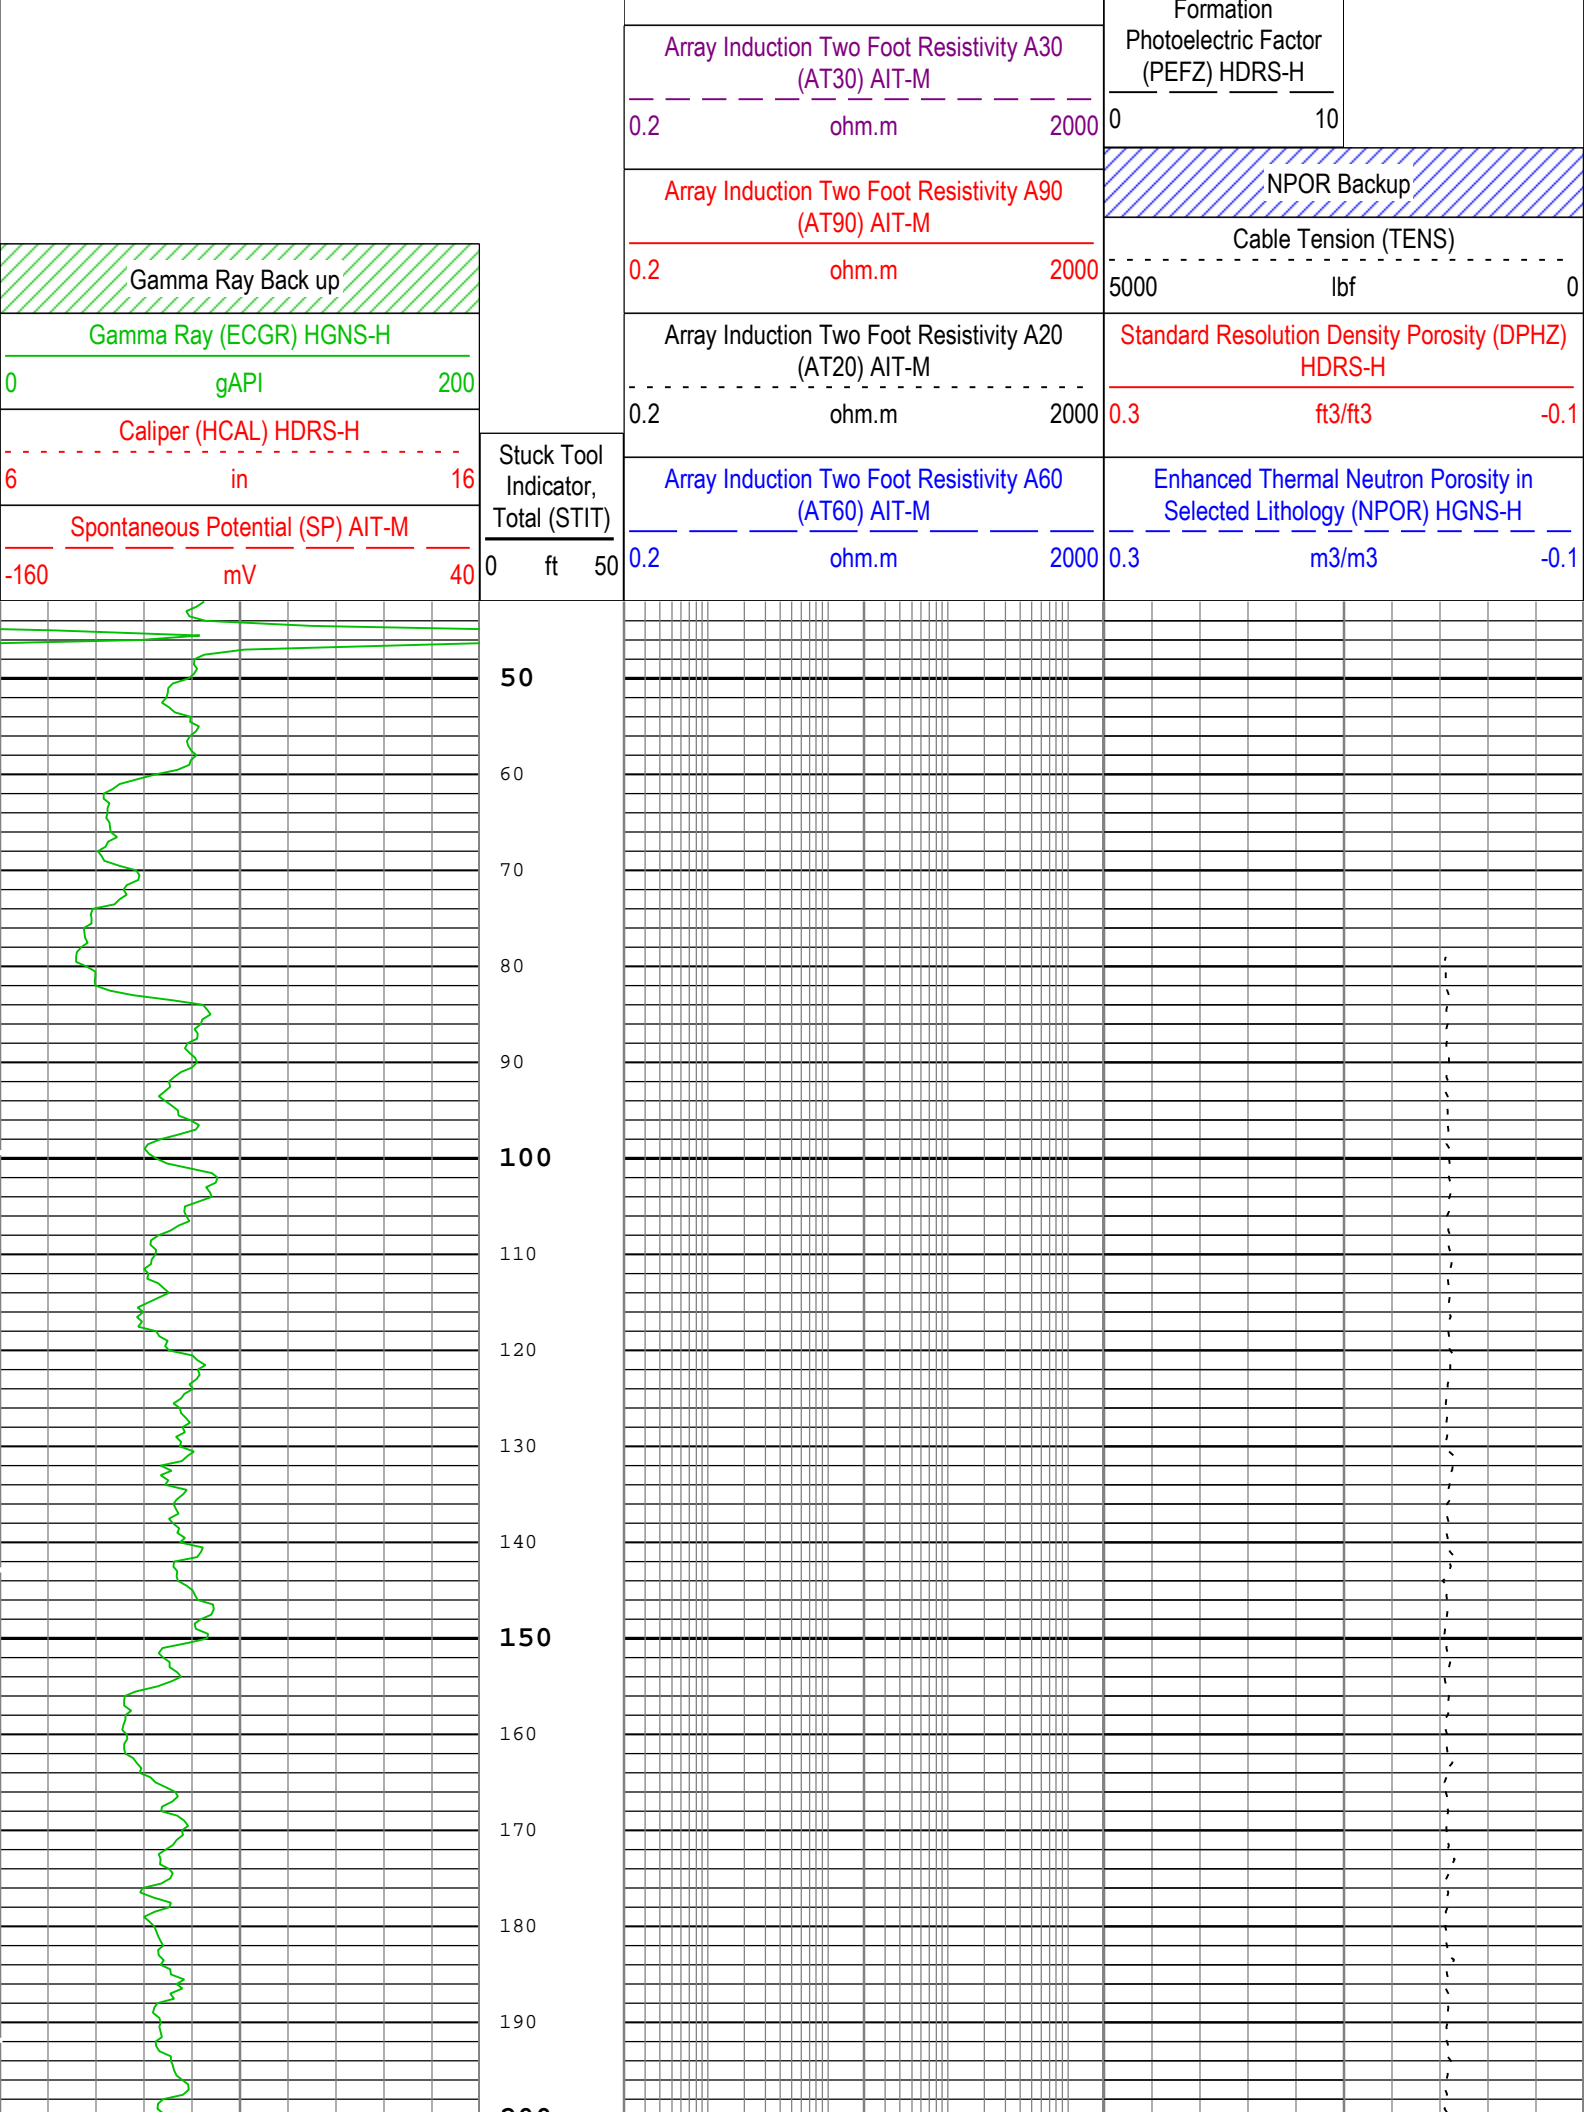 Gamma Ray Back up
Gamma Ray (ECGR) HGNS-H
0 gAPI 200
Caliper (HCAL) HDRS-H
6 in 16
Spontaneous Potential (SP) AIT-M
-160 mV 40
Stuck Tool
Indicator,
Total (STIT)
0 ft 50
Array Induction Two Foot Resistivity A30
(AT30) AIT-M
0.2 ohm.m 2000
Array Induction Two Foot Resistivity A90
(AT90) AIT-M
0.2 ohm.m 2000
Array Induction Two Foot Resistivity A20
(AT20) AIT-M
0.2 ohm.m 2000
Array Induction Two Foot Resistivity A60
(AT60) AIT-M
0.2 ohm.m 2000
Formation
Photoelectric Factor
(PEFZ) HDRS-H
0 10
NPOR Backup
Cable Tension (TENS)
5000 lbf 0
Standard Resolution Density Porosity (DPHZ)
HDRS-H
0.3 ft3/ft3 -0.1
Enhanced Thermal Neutron Porosity in
Selected Lithology (NPOR) HGNS-H
0.3 m3/m3 -0.1
50
60
70
80
90
100
110
120
130
140
150
160
170
180
190